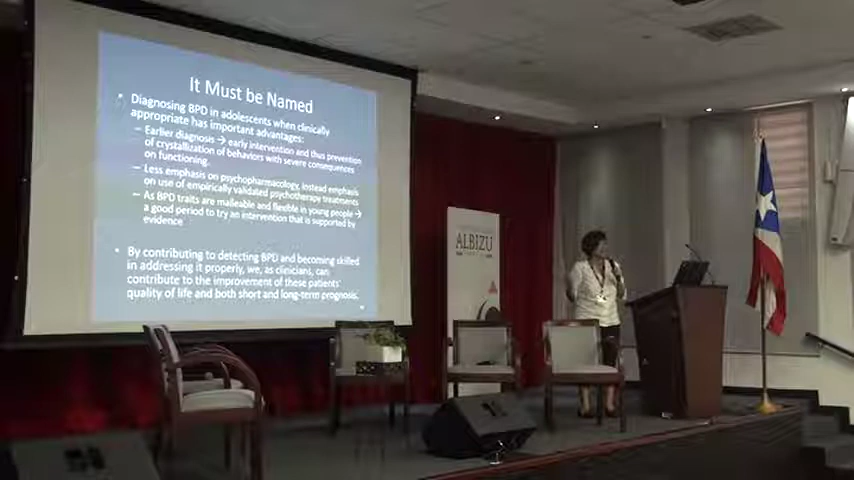 It Must be Named
• Diagnosing BPD in adolescents when clinically
appropriate has important advantages:
– Earlier diagnosis → early intervention and thus prevention
of crystallization of behaviors with severe consequences
on functioning.
– Less emphasis on psychopharmacology, instead emphasis
on use of empirically validated psychotherapy treatments
– As BPD traits are malleable and flexible in young people →
a good period to try an intervention that is supported by
evidence
• By contributing to detecting BPD and becoming skilled
in addressing it properly, we, as clinicians, can
contribute to the improvement of these patients'
quality of life and both short and long-term prognosis.
ALBIZU